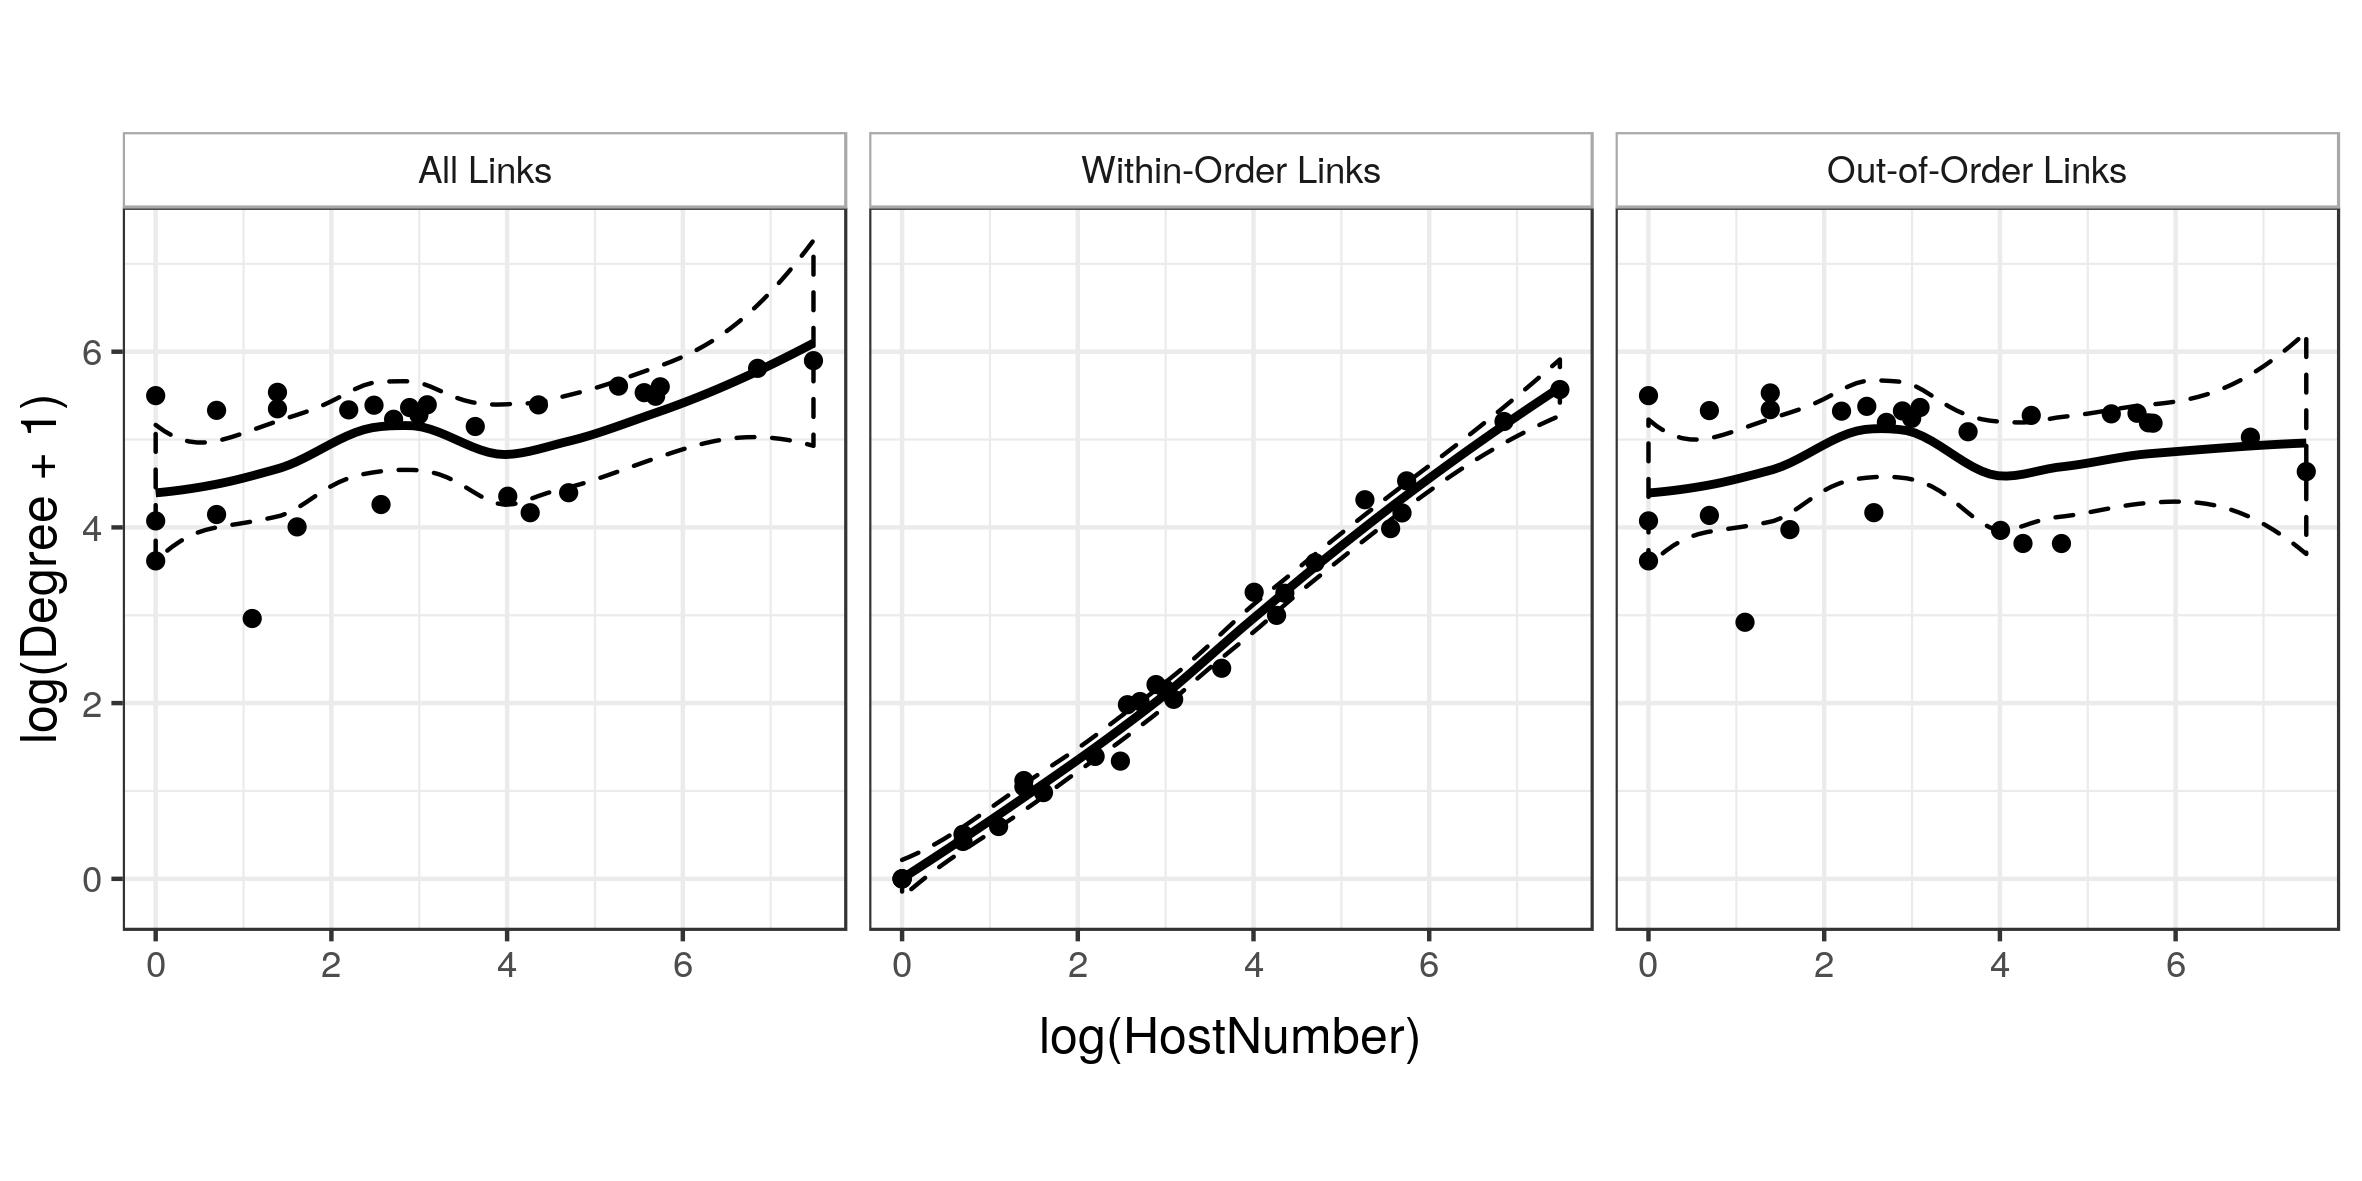 All Links
Within-Order Links
Out-of-Order Links
log(Degree + 1)
6
4
2
0
0 2 4 6
0 2 4 6
0 2 4 6
log(HostNumber)